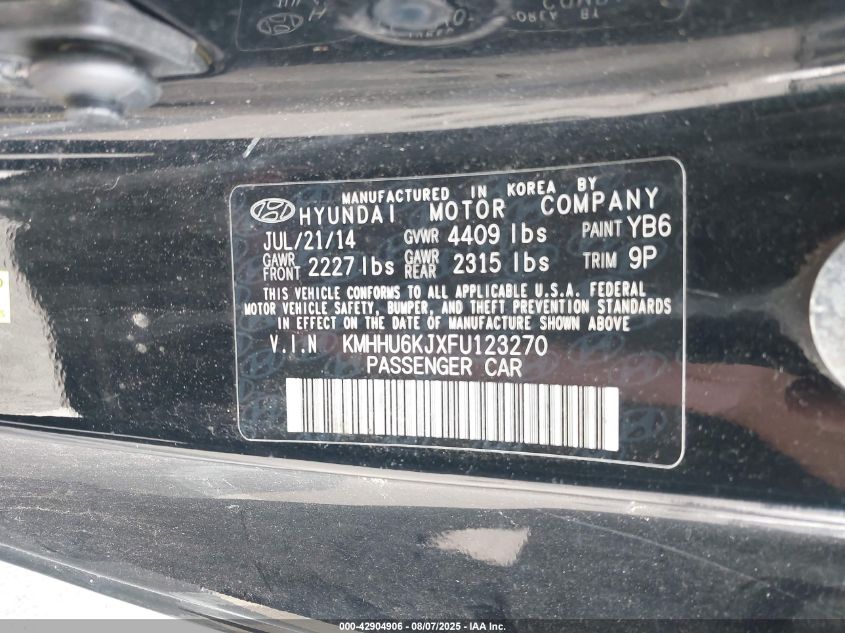 MANUFACTURED IN KOREA BY
HYUNDAI MOTOR COMPANY
JUL/21/14 GVWR 4409 lbs PAINT YB6
GAWR FRONT 2227 lbs GAWR REAR 2315 lbs TRIM 9P
THIS VEHICLE CONFORMS TO ALL APPLICABLE U.S.A. FEDERAL
MOTOR VEHICLE SAFETY, BUMPER, AND THEFT PREVENTION STANDARDS
IN EFFECT ON THE DATE OF MANUFACTURE SHOWN ABOVE
V.I.N KMHHU6KJXFU123270
PASSENGER CAR
000-42904906 - 08/07/2025 - IAA Inc.